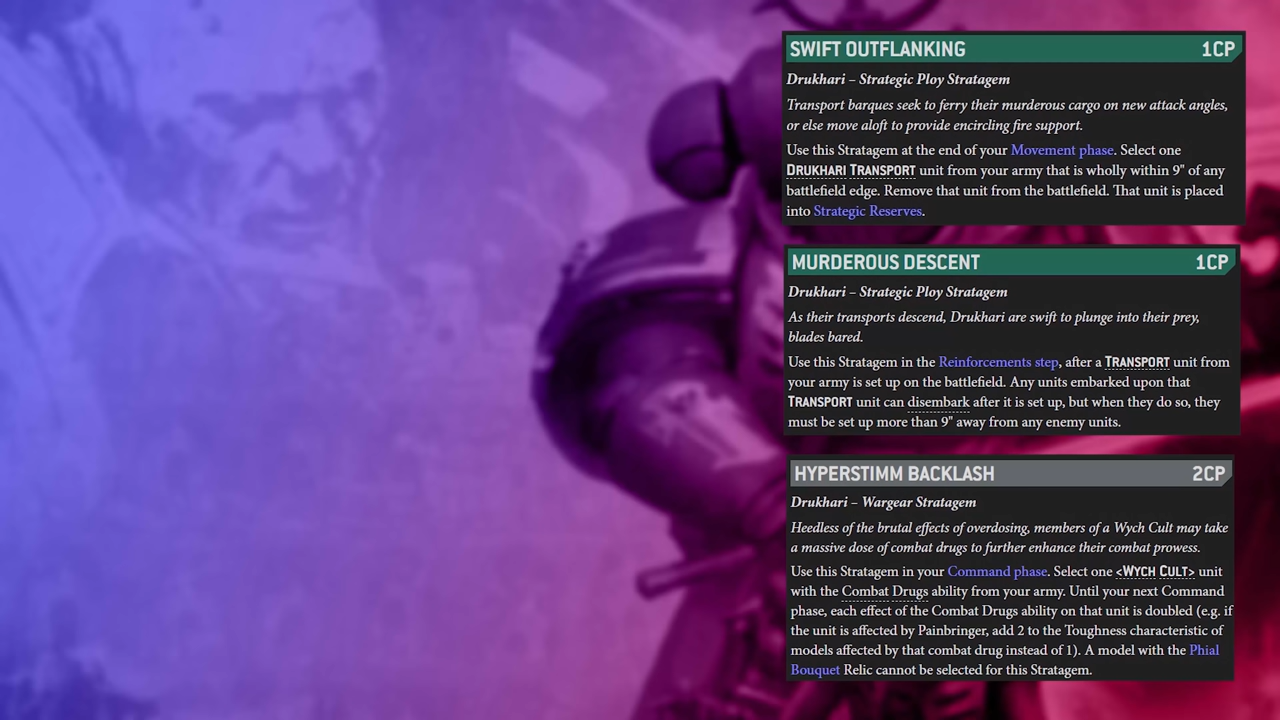 SWIFT OUTFLANKING 1CP
Drukhari – Strategic Ploy Stratagem
Transport barques seek to ferry their murderous cargo on new attack angles,
or else move aloft to provide encircling fire support.
Use this Stratagem at the end of your Movement phase. Select one
DRUKHARI TRANSPORT unit from your army that is wholly within 9" of any
battlefield edge. Remove that unit from the battlefield. That unit is placed
into Strategic Reserves.
MURDEROUS DESCENT 1CP
Drukhari – Strategic Ploy Stratagem
As their transports descend, Drukhari are swift to plunge into their prey,
blades bared.
Use this Stratagem in the Reinforcements step, after a TRANSPORT unit from
your army is set up on the battlefield. Any units embarked upon that
TRANSPORT unit can disembark after it is set up, but when they do so, they
must be set up more than 9" away from any enemy units.
HYPERSTIMM BACKLASH 2CP
Drukhari – Wargear Stratagem
Heedless of the brutal effects of overdosing, members of a Wych Cult may take
a massive dose of combat drugs to further enhance their combat prowess.
Use this Stratagem in your Command phase. Select one <WYCH CULT> unit
with the Combat Drugs ability from your army. Until your next Command
phase, each effect of the Combat Drugs ability on that unit is doubled (e.g. if
the unit is affected by Painbringer, add 2 to the Toughness characteristic of
models affected by that combat drug instead of 1). A model with the Phial
Bouquet Relic cannot be selected for this Stratagem.